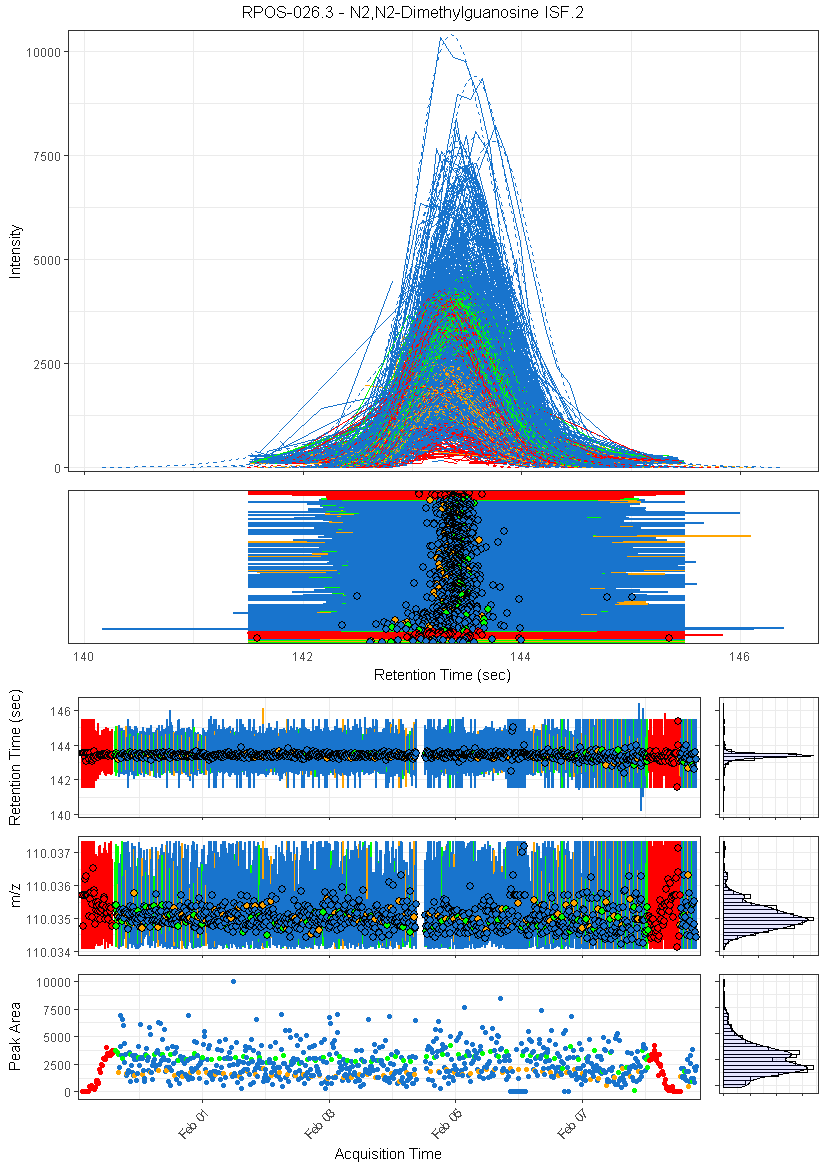 RPOS-026.3 - N2,N2-Dimethylguanosine ISF.2
10000
7500
5000
2500
0
Intensity
140
142
144
146
Retention Time (sec)
146
144
142
140
Retention Time (sec)
110.037
110.036
110.035
110.034
m/z
10000
7500
5000
2500
0
Peak Area
Feb 01
Feb 03
Feb 05
Feb 07
Acquisition Time